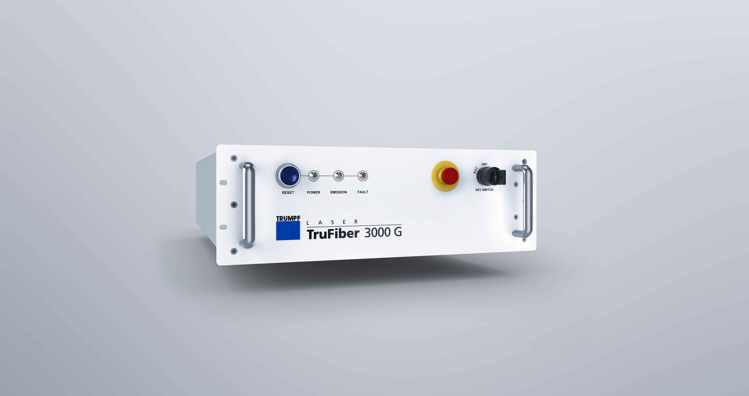 OFF
RESET
POWER
EMISSION
FAULT
KEY SWITCH
TRUMPF
LASER
TruFiber 3000 G